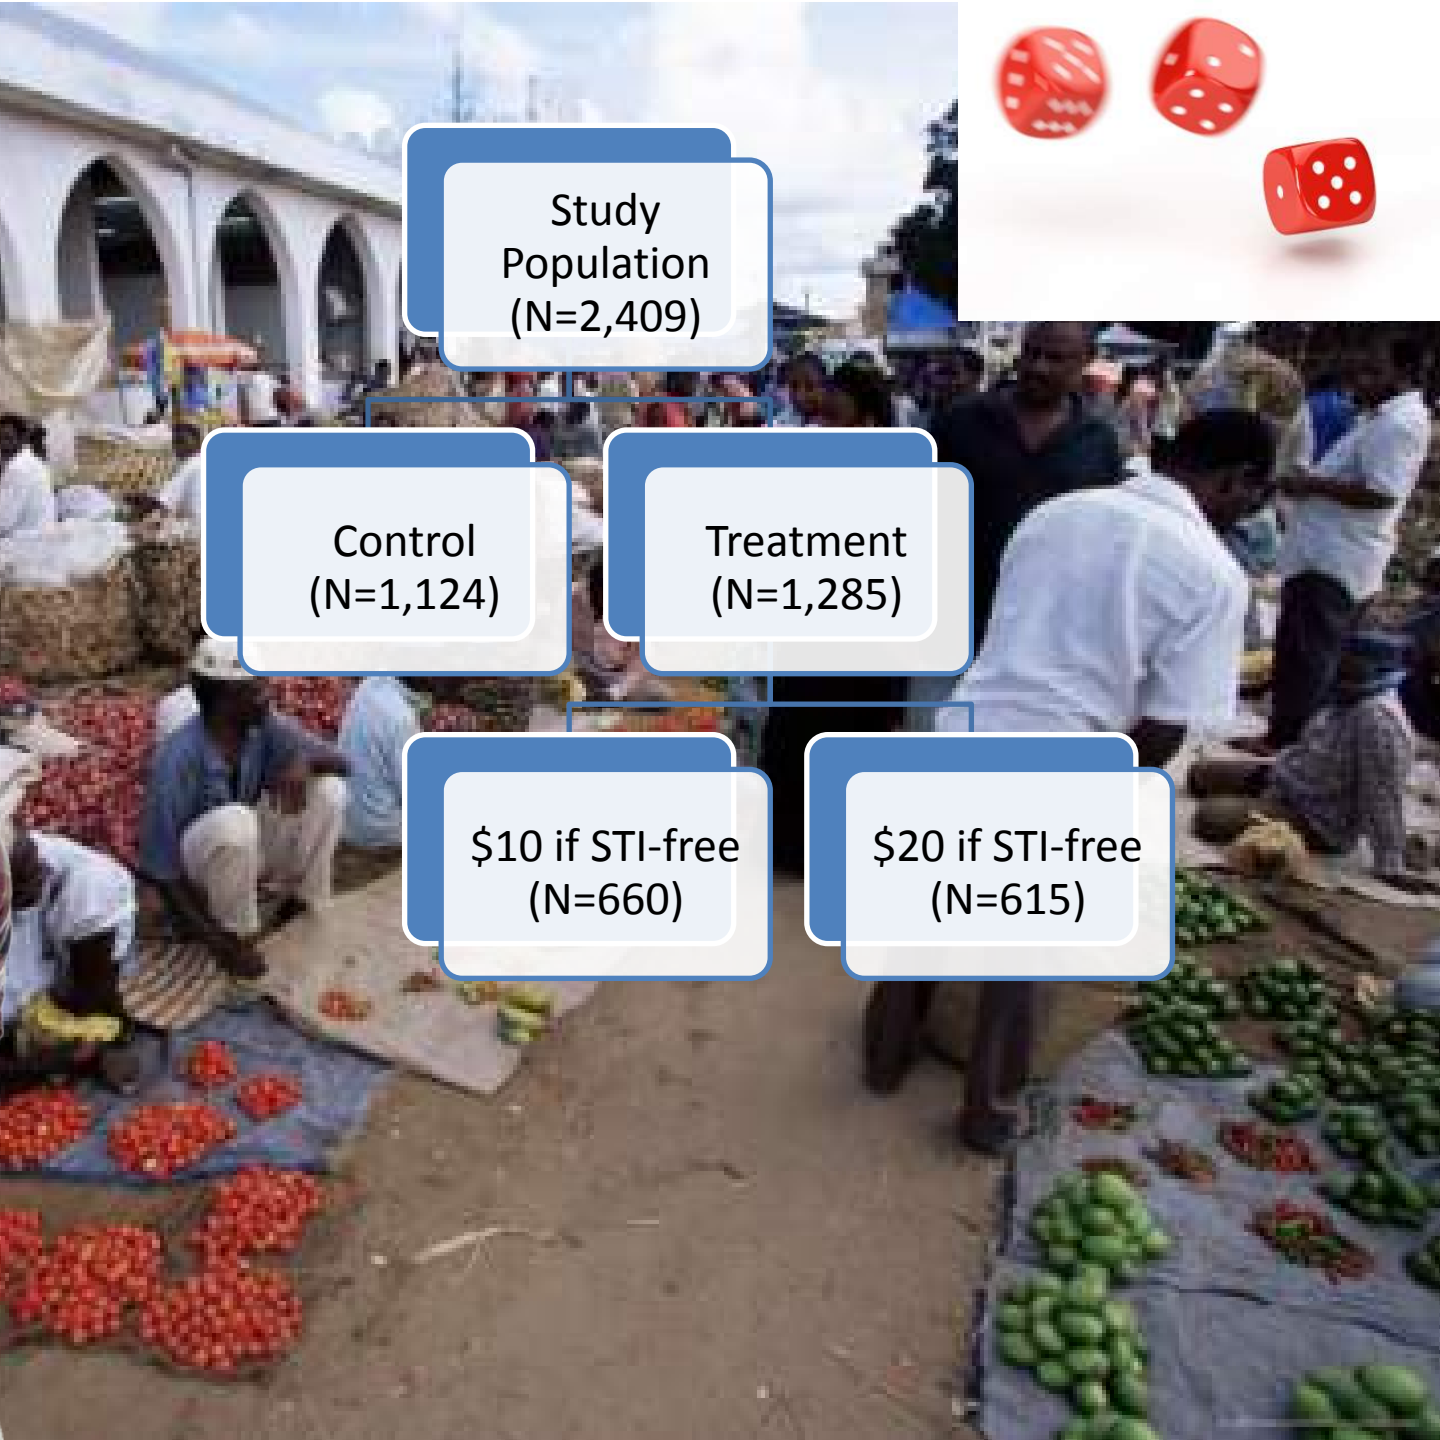 Study
Population
(N=2,409)
Control
(N=1,124)
Treatment
(N=1,285)
$10 if STI-free
(N=660)
$20 if STI-free
(N=615)